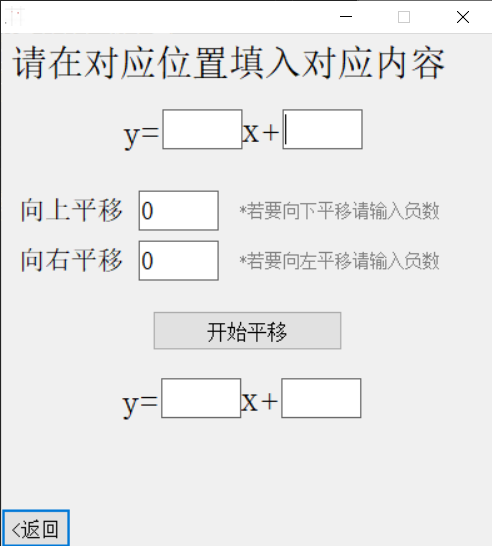 请在对应位置填入对应内容
y=x+
向上平移 0 *若要向下平移请输入负数
向右平移 0 *若要向左平移请输入负数
开始平移
y=x+
<返回